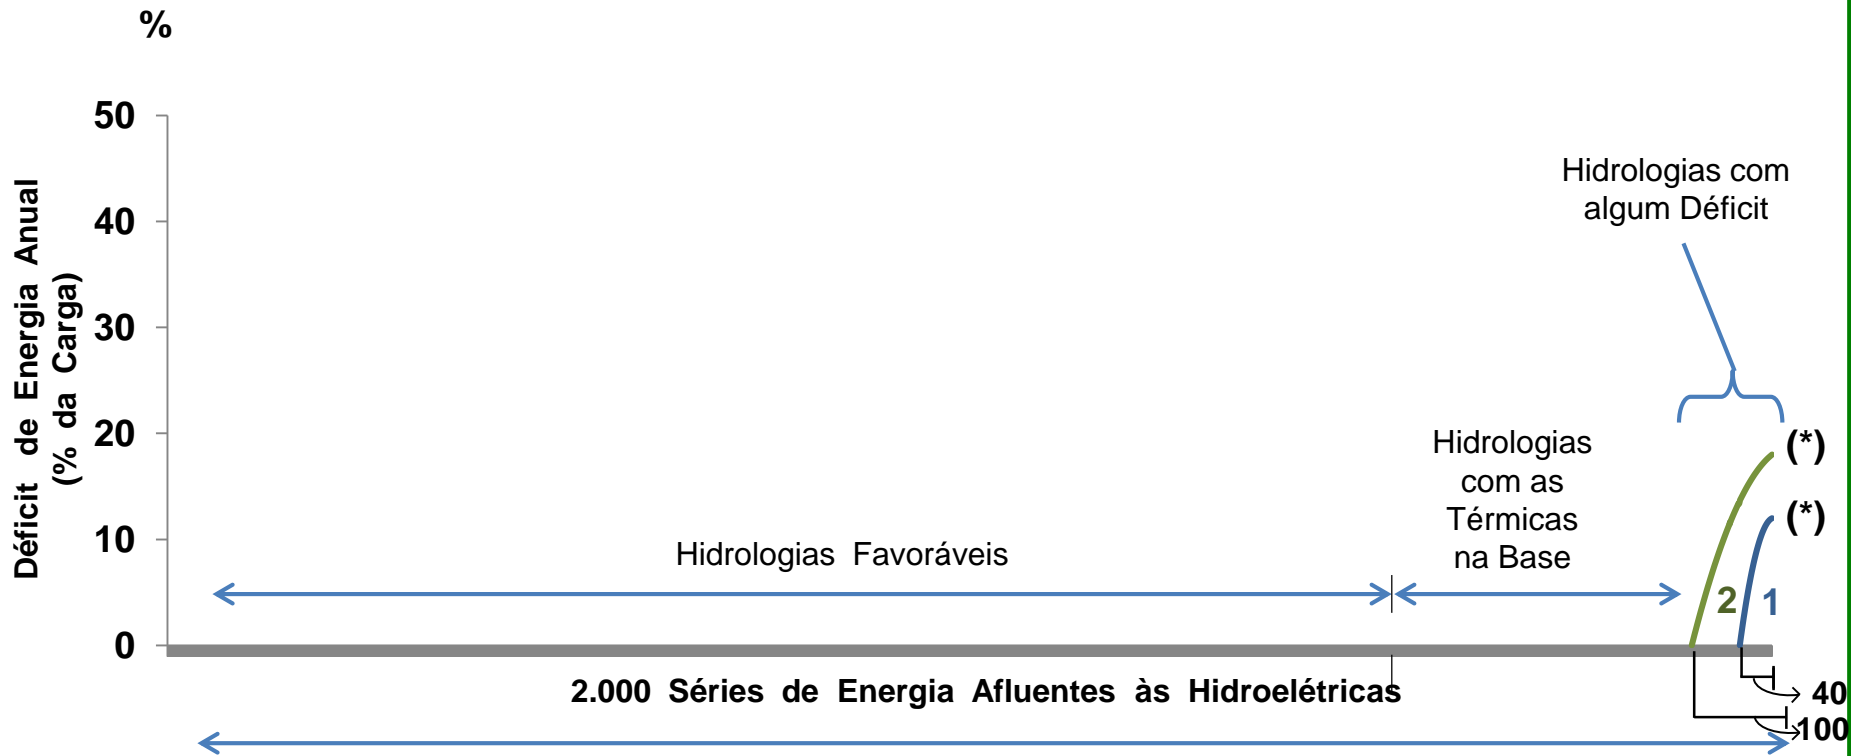 %
50
40
30
20
10
0
Déficit de Energia Anual
(% da Carga)
Hidrologias com
algum Déficit
Hidrologias
com as
Térmicas
na Base
(*)
(*)
Hidrologias Favoráveis
2
1
2.000 Séries de Energia Afluentes às Hidroelétricas
40
100